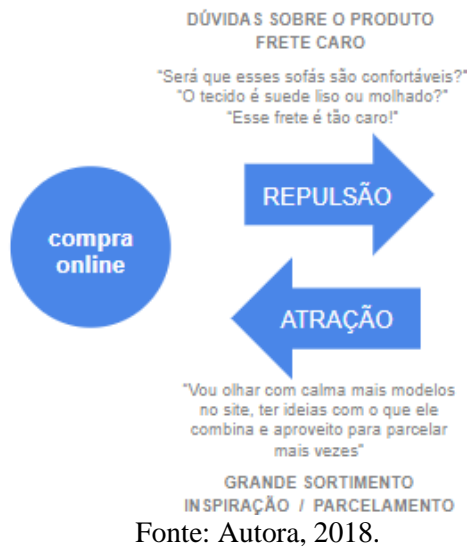 DÚVIDAS SOBRE O PRODUTO
FRETE CARO
"Será que esses sofás são confortáveis?"
"O tecido é suede liso ou molhado?"
"Esse frete é tão caro!"
REPULSÃO
compra
online
ATRAÇÃO
"Vou olhar com calma mais modelos
no site, ter ideias com o que ele
combina e aproveito para parcelar
mais vezes"
GRANDE SORTIMENTO
INSPIRAÇÃO / PARCELAMENTO
Fonte: Autora, 2018.